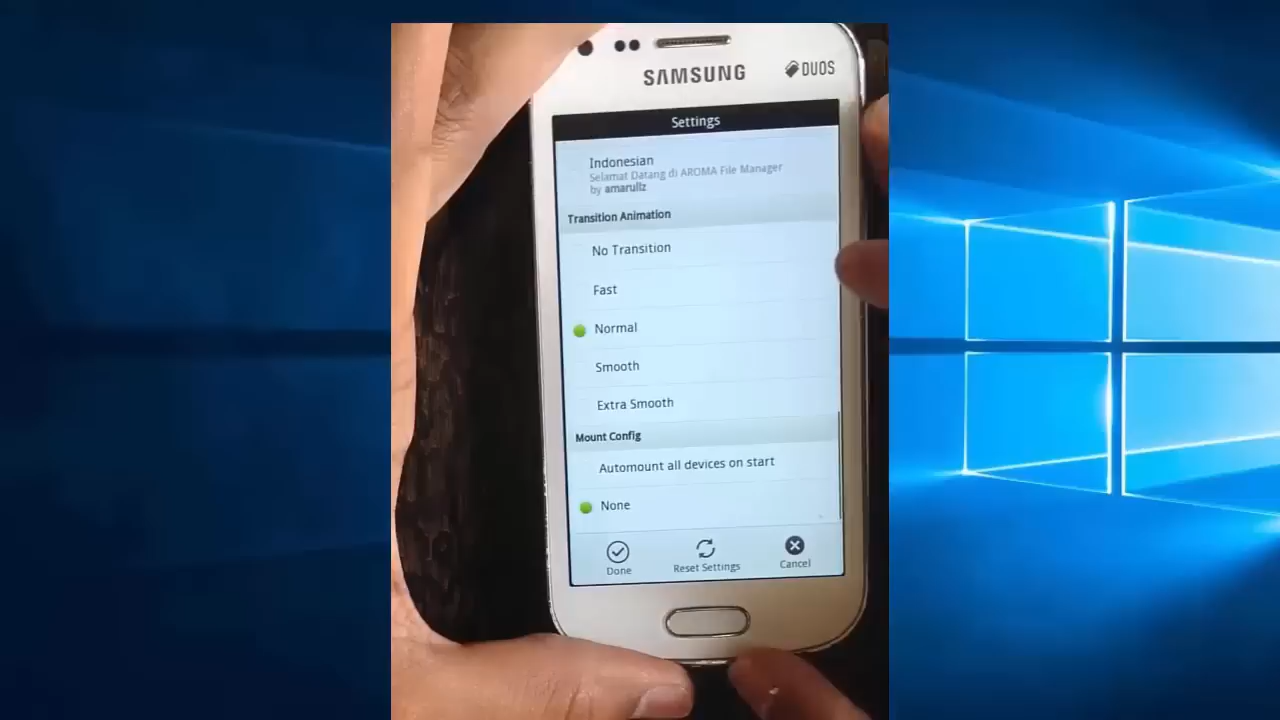 SAMSUNG
DUOS
Settings
Indonesian
Selamat Datang di AROMA File Manager
by amarullz
Transition Animation
No Transition
Fast
Normal
Smooth
Extra Smooth
Mount Config
Automount all devices on start
None
Done
Reset Settings
Cancel